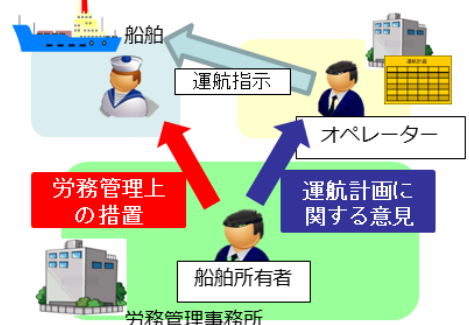 船舶
運航計画
運航指示
オペレーター
労務管理上
の措置
運航計画に
関する意見
船舶所有者
労務管理事務所